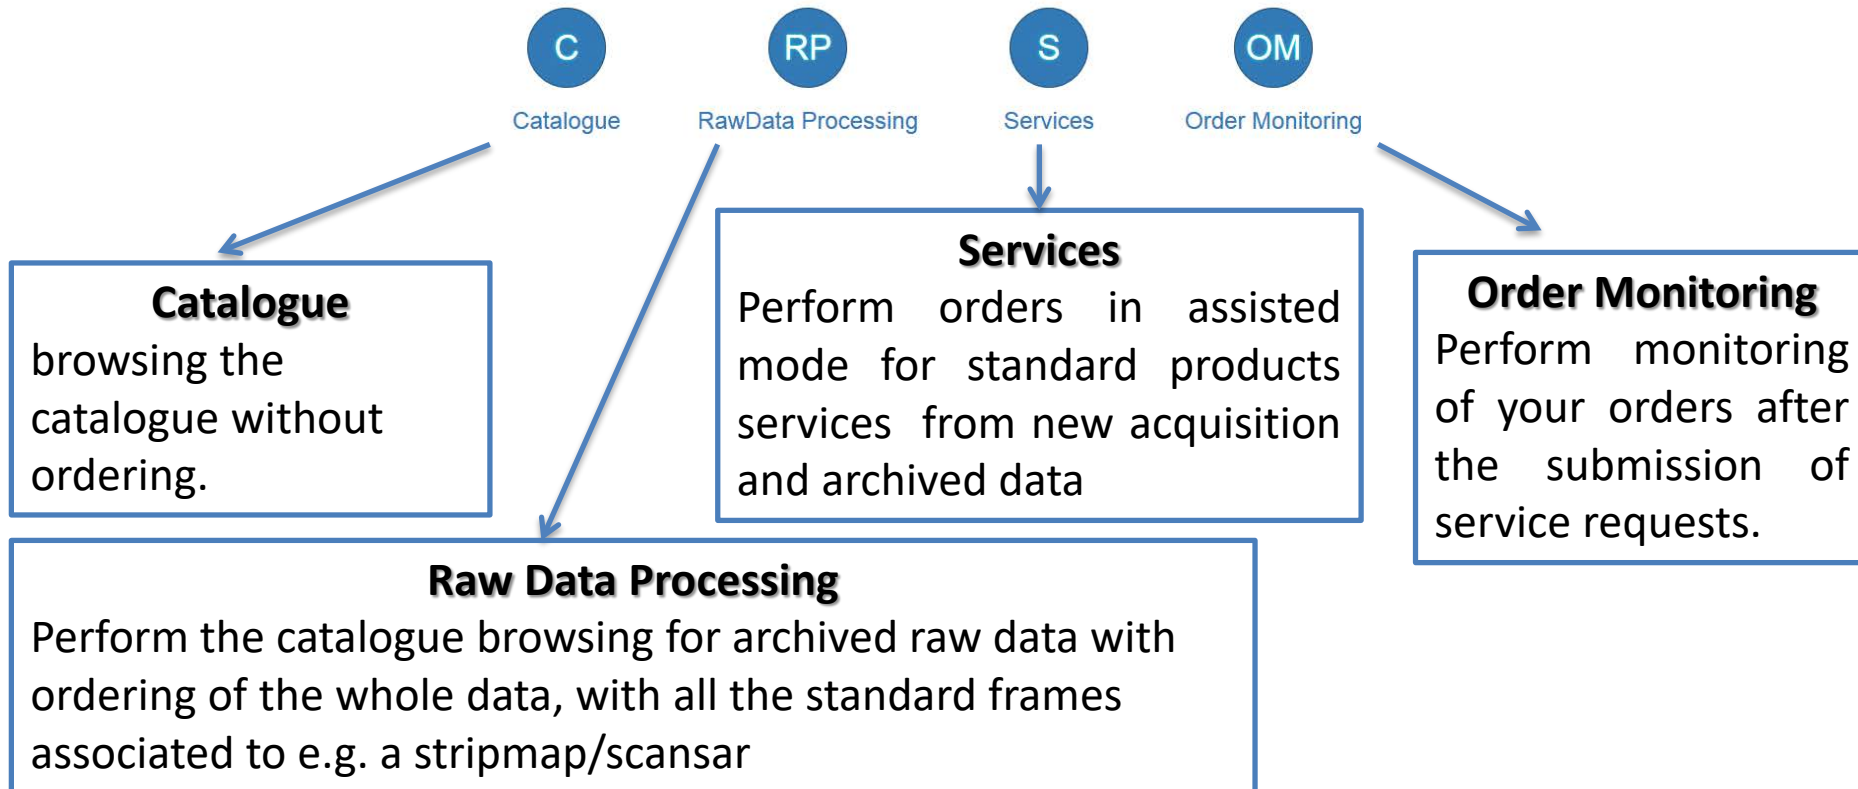 C
RP
S
OM
Catalogue
RawData Processing
Services
Order Monitoring
Catalogue
browsing the
catalogue without
ordering.
Services
Perform orders in assisted
mode for standard products
services from new acquisition
and archived data
Order Monitoring
Perform monitoring
of your orders after
the submission of
service requests.
Raw Data Processing
Perform the catalogue browsing for archived raw data with
ordering of the whole data, with all the standard frames
associated to e.g. a stripmap/scansar